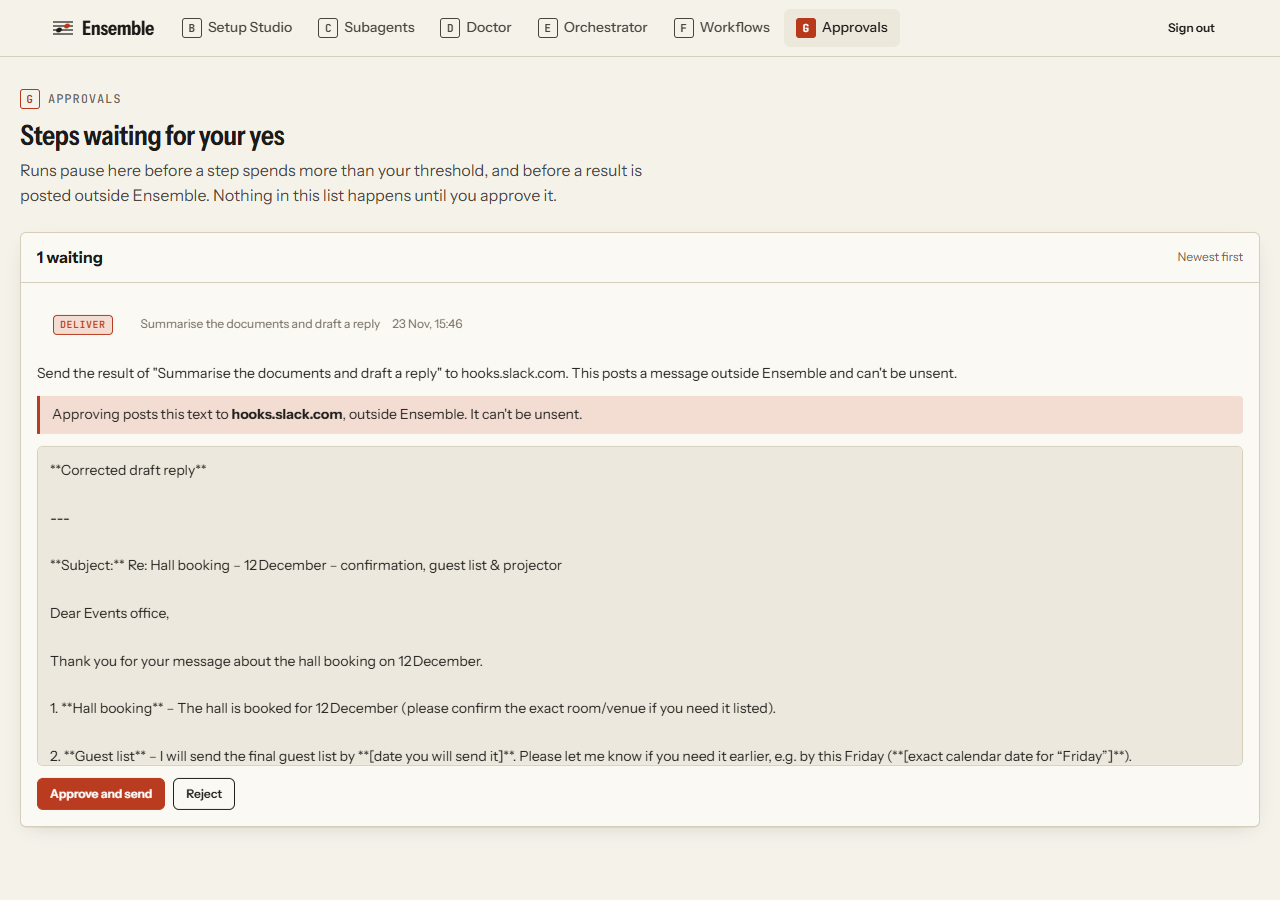 Ensemble
B Setup Studio
C Subagents
D Doctor
E Orchestrator
F Workflows
G Approvals
Sign out
G APPROVALS
Steps waiting for your yes
Runs pause here before a step spends more than your threshold, and before a result is
posted outside Ensemble. Nothing in this list happens until you approve it.
1 waiting
Newest first
DELIVER
Summarise the documents and draft a reply
23 Nov, 15:46
Send the result of "Summarise the documents and draft a reply" to hooks.slack.com. This posts a message outside Ensemble and can't be unsent.
Approving posts this text to hooks.slack.com, outside Ensemble. It can't be unsent.
**Corrected draft reply**
---
**Subject:** Re: Hall booking – 12 December – confirmation, guest list & projector
Dear Events office,
Thank you for your message about the hall booking on 12 December.
1. **Hall booking** – The hall is booked for 12 December (please confirm the exact room/venue if you need it listed).
2. **Guest list** – I will send the final guest list by **[date you will send it]**. Please let me know if you need it earlier, e.g. by this Friday (**[exact calendar date for “Friday”]**).
Approve and send
Reject